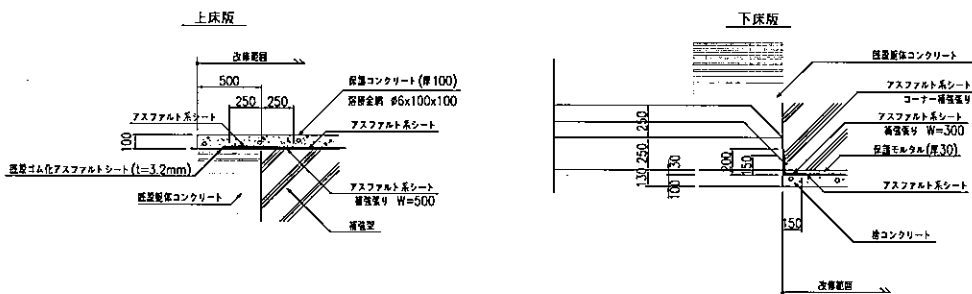 上床版
改修範囲
500
250
250
保護コンクリート(厚100)
溶接金網 φ6x100x100
アスファルト系シート
アスファルト系シート
100
既設ゴム化アスファルトシート(t=3.2mm)
既設躯体コンクリート
アスファルト系シート
補強張り W=500
補強壁
下床版
既設躯体コンクリート
アスファルト系シート
コーナー補強張り
アスファルト系シート
補強張り W=300
保護モルタル(厚30)
アスファルト系シート
捨コンクリート
250
250
130
30
100
200
150
150
改修範囲